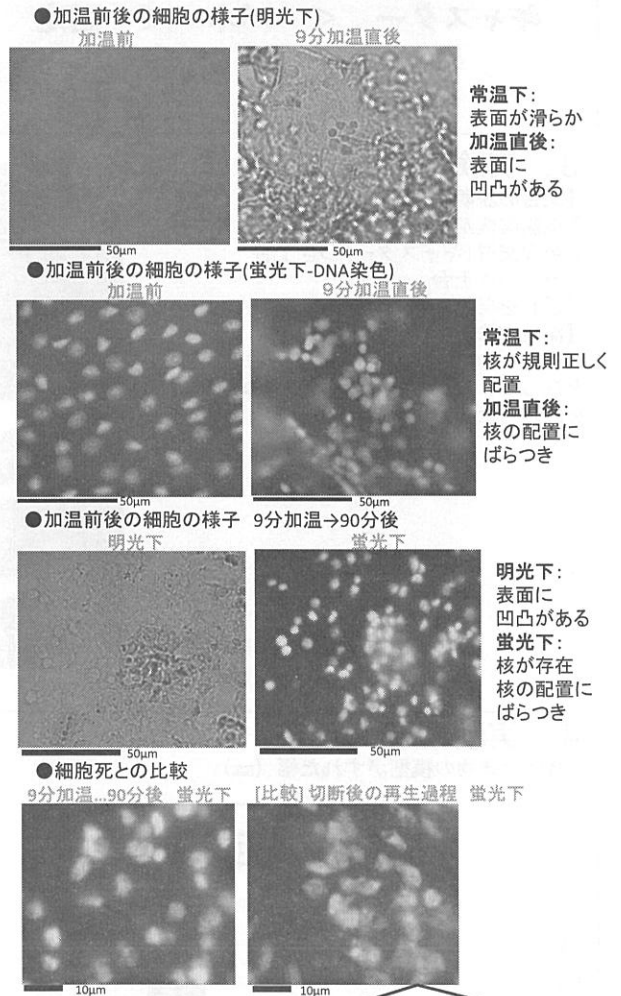 ●加温前後の細胞の様子(明光下)
加温前
9分加温直後
常温下:
表面が滑らか
加温直後:
表面に
凹凸がある
50μm
50μm
●加温前後の細胞の様子(蛍光下-DNA染色)
加温前
9分加温直後
常温下:
核が規則正しく
配置
加温直後:
核の配置に
ばらつき
50μm
50μm
●加温前後の細胞の様子 9分加温→90分後
明光下
蛍光下
明光下:
表面に
凹凸がある
蛍光下:
核が存在
核の配置に
ばらつき
50μm
50μm
●細胞死との比較
9分加温...90分後 蛍光下
[比較] 切断後の再生過程 蛍光下
10μm
10μm